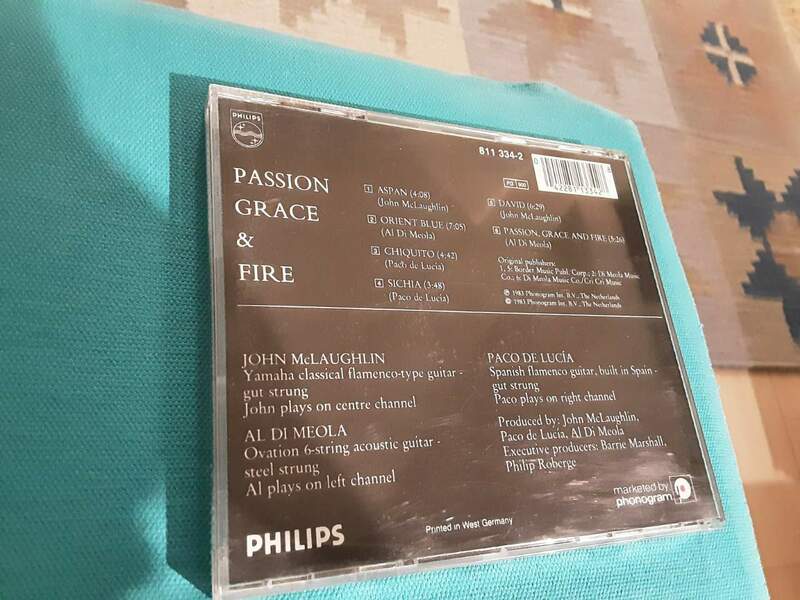 PHILIPS
811 334-2
PASSION
GRACE
&
FIRE
1 ASPAN (4:08)
(John McLaughlin)
2 ORIENT BLUE (7:05)
(Al Di Meola)
3 CHIQUITO (4:42)
(Paco de Lucia)
4 SICHIA (3:48)
(Paco de Lucia)
5 DAVID (6:29)
(John McLaughlin)
6 PASSION, GRACE AND FIRE (5:26)
(Al Di Meola)
Original publishers:
1, 5: Border Music Publ. Corp.; 2: Di Meola Music
Co.; 6: Di Meola Music Co/Cri Cri Music
℗ 1983 Phonogram Int. B.V., The Netherlands
© 1983 Phonogram Int. B.V., The Netherlands
JOHN McLAUGHLIN
Yamaha classical flamenco-type guitar -
gut strung
John plays on centre channel
AL DI MEOLA
Ovation 6-string acoustic guitar -
steel strung
Al plays on left channel
PACO DE LUCÍA
Spanish flamenco guitar, built in Spain -
gut strung
Paco plays on right channel
Produced by: John McLaughlin,
Paco de Lucia, Al Di Meola
Executive producers: Barrie Marshall,
Philip Roberge
marketed by
phonogram
Printed in West Germany
PHILIPS